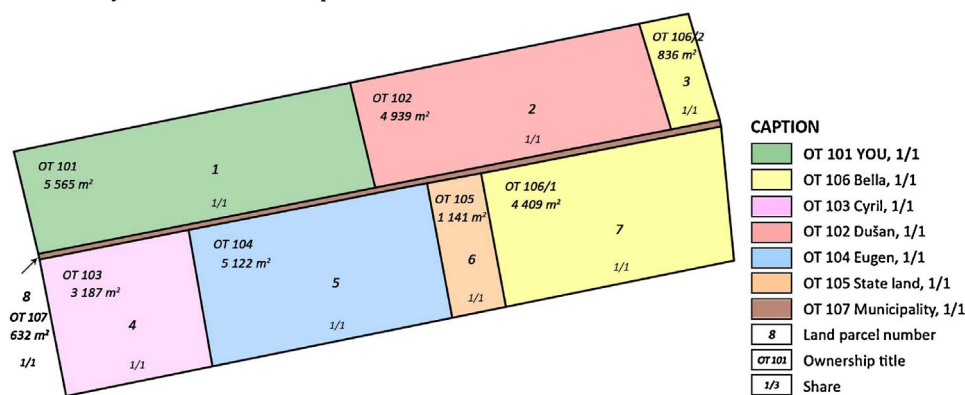 OT 106/2
836 m²
3
1/1
OT 102
4 939 m²
2
1/1
OT 101
5 565 m²
1
1/1
OT 105
1 141 m²
6
1/1
OT 106/1
4 409 m²
7
1/1
OT 104
5 122 m²
5
1/1
OT 103
3 187 m²
4
1/1
8
OT 107
632 m²
1/1
CAPTION
OT 101 YOU, 1/1
OT 106 Bella, 1/1
OT 103 Cyril, 1/1
OT 102 Dušan, 1/1
OT 104 Eugen, 1/1
OT 105 State land, 1/1
OT 107 Municipality, 1/1
8 Land parcel number
OT 101 Ownership title
1/3 Share